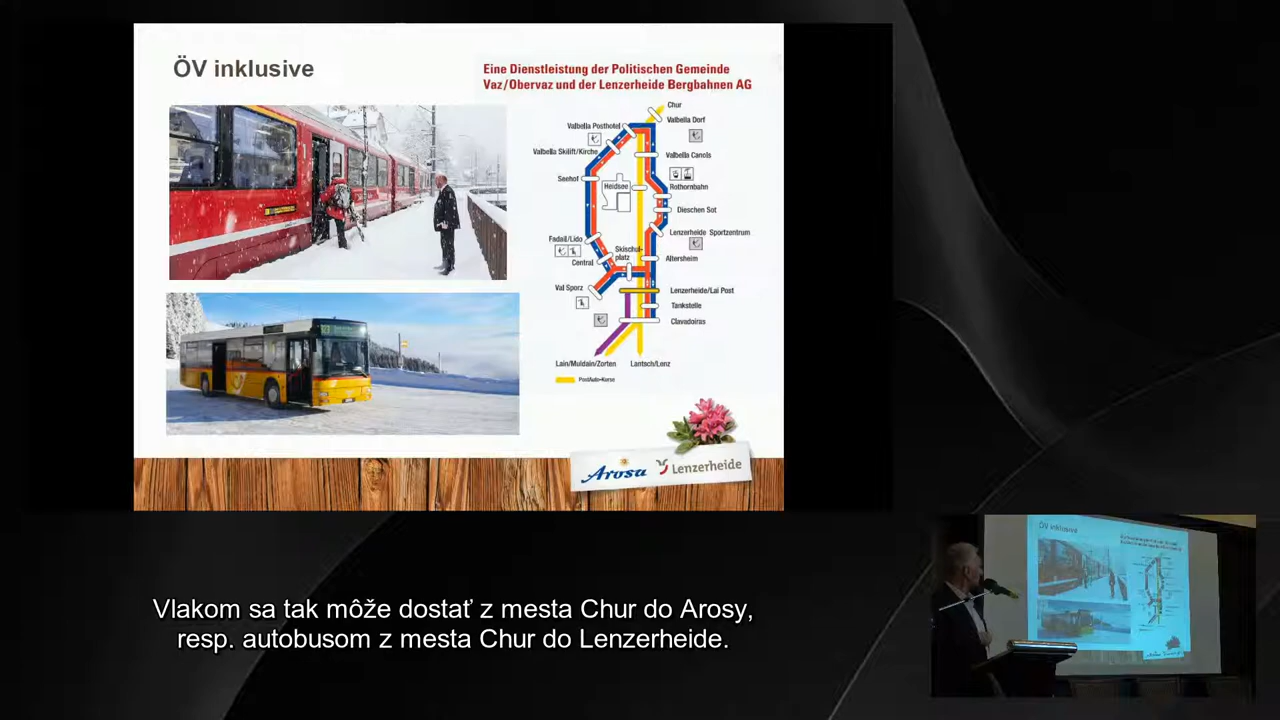 ÖV inklusive
Eine Dienstleistung der Politischen Gemeinde
Vaz/Obervaz und der Lenzerheide Bergbahnen AG
Chur
Valbella Dorf
Valbella Posthotel
Valbella Skilift/Kirche
Valbella Canols
Seehof
Heidsee
Rothornbahn
Dieschen Sot
Lenzerheide Sportzentrum
Fadail/Lido
Skischul-
platz
Central
Altersheim
Val Sporz
Lenzerheide/Lai Post
Tankstelle
Clavadoiras
Lain/Muldain/Zorten
Lantsch/Lenz
PostAuto-Kurse
Arosa
Lenzerheide
ÖV inklusive
Vlakom sa tak môže dostať z mesta Chur do Arosy,
resp. autobusom z mesta Chur do Lenzerheide.